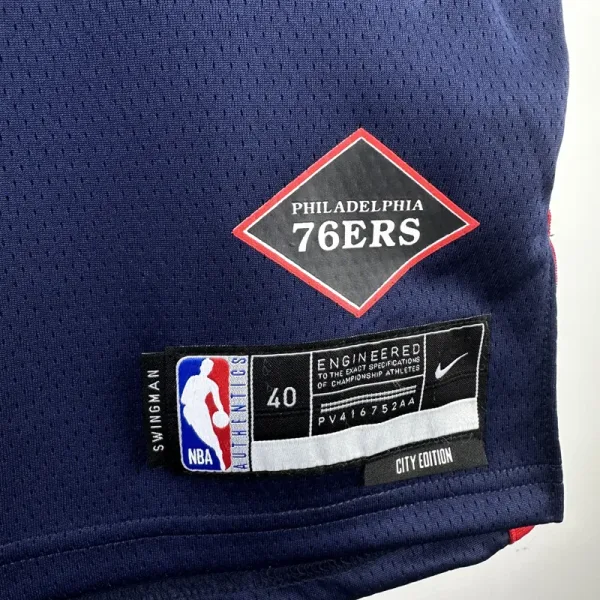 PHILADELPHIA
76ERS
SWINGMAN
NBA
AUTHENTICS
40
ENGINEERED
TO THE EXACT SPECIFICATIONS
OF CHAMPIONSHIP ATHLETES
PV416752AA
CITY EDITION